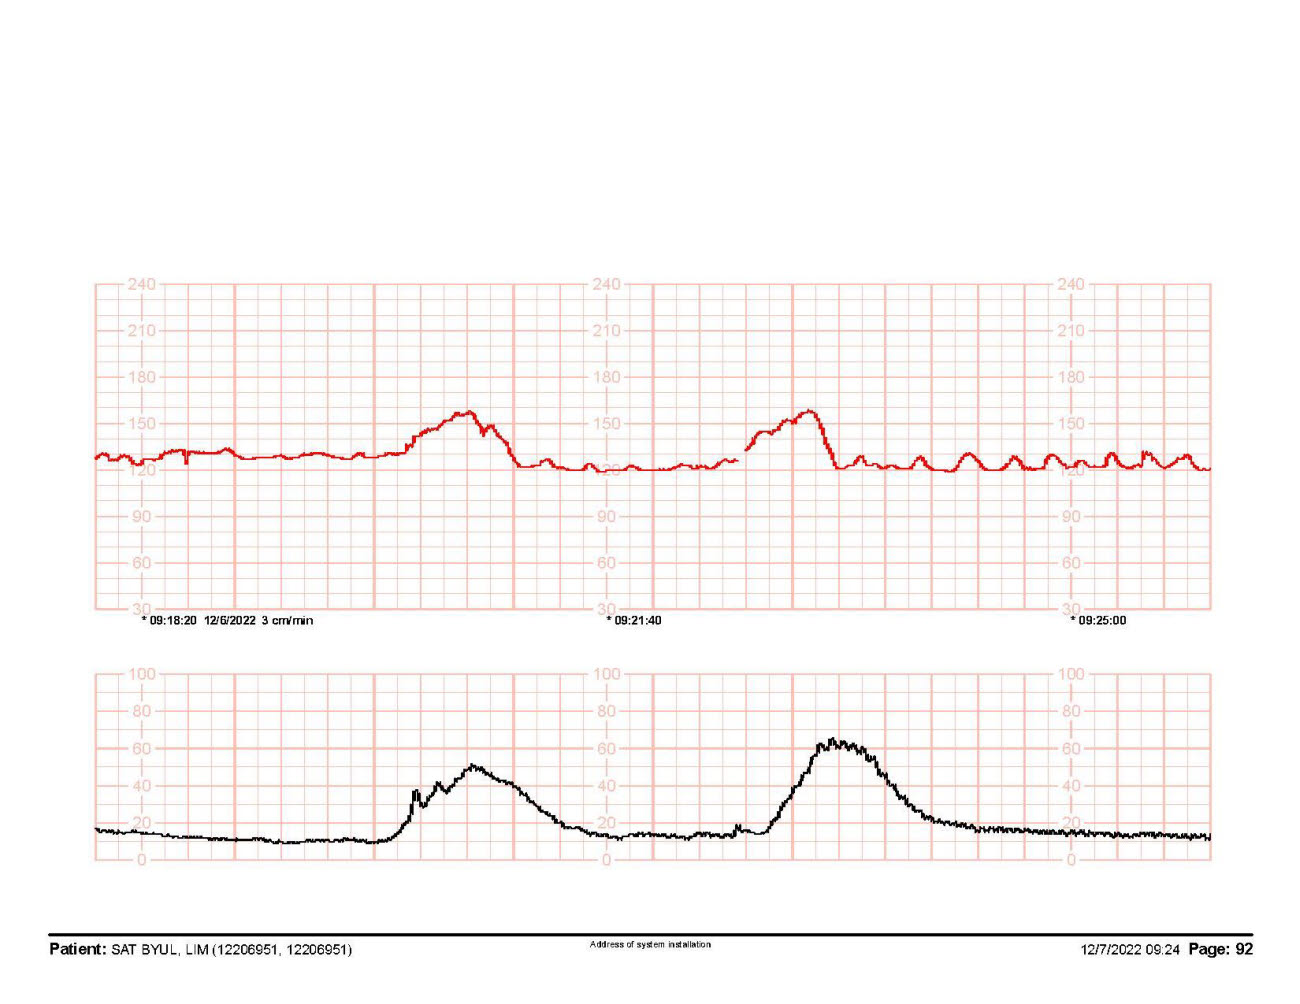 240 240 240
210 210 210
180 180 180
150 150 150
120 120 120
90 90 90
60 60 60
30 30 30
* 09:18:20 12/6/2022 3 cm/min * 09:21:40 * 09:25:00
100 100 100
80 80 80
60 60 60
40 40 40
20 20 20
0 0 0
Patient: SAT BYUL, LIM (12206951, 12206951) Address of system installation 12/7/2022 09:24 Page: 92